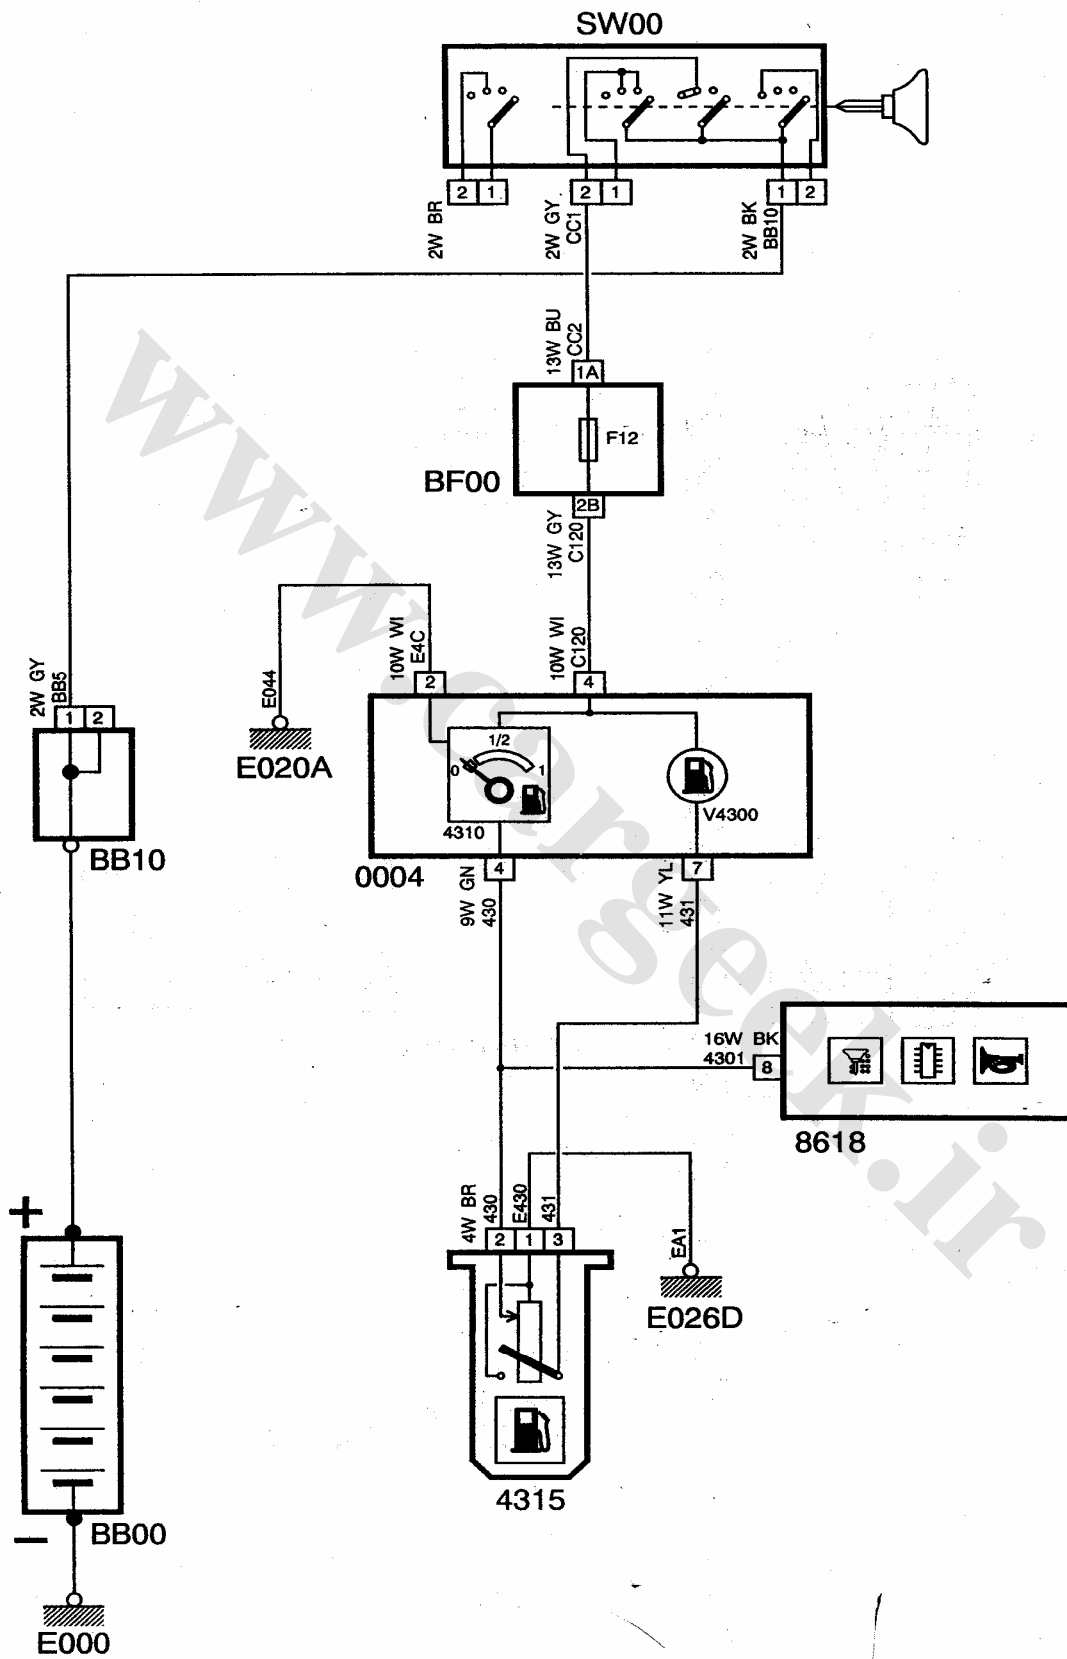 SW00
2 1
2 1
1 2
2W BR
2W GY
CC1
2W BK
BB10
13W BU
CC2
1A
F12
BF00
2B
13W GY
C120
10W WI
E4C
10W WI
C120
2
4
E044
E020A
2W GY
BB5
1 2
BB10
0 1/2 1
4310
V4300
0004
4
7
9W GN
430
11W YL
431
16W BK
4301
8
8618
4W BR
430
E430
431
2 1 3
EA1
E026D
4315
+
−
BB00
E000
www.cargeek.ir